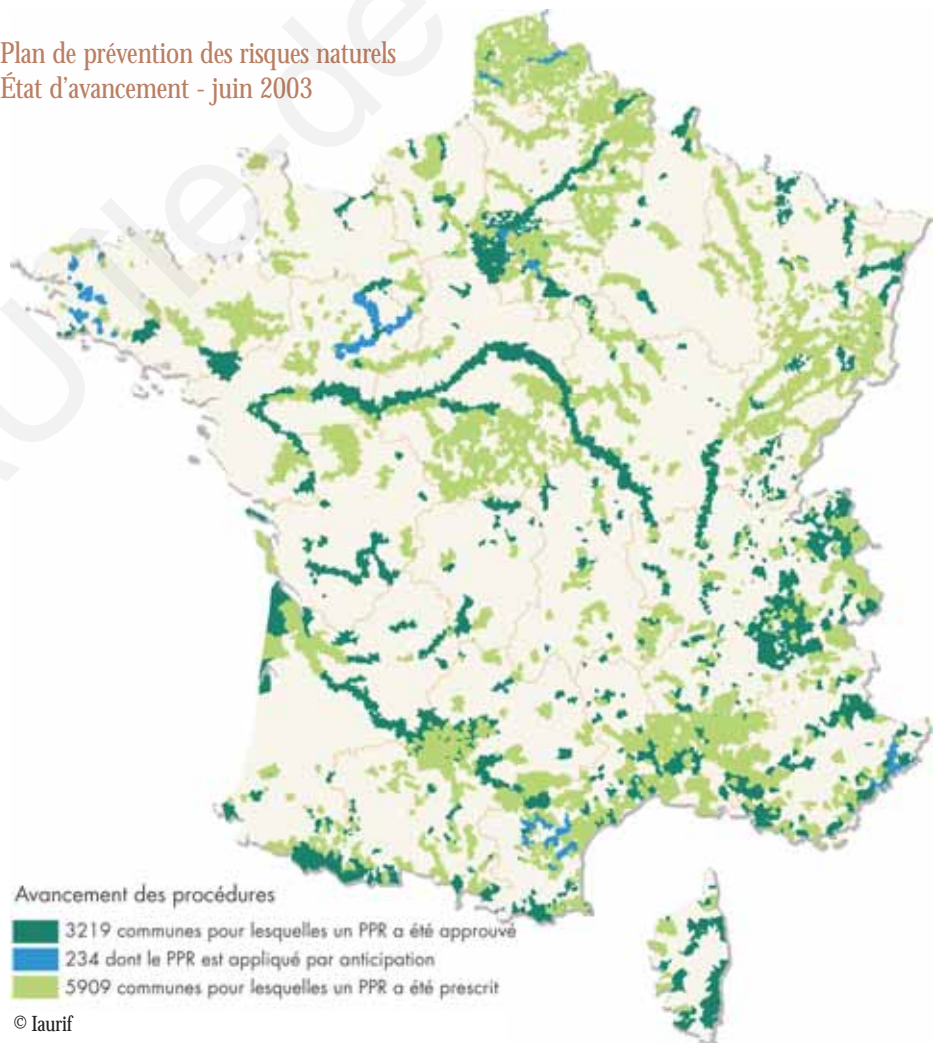 Plan de prévention des risques naturels
État d'avancement - juin 2003
Avancement des procédures
3219 communes pour lesquelles un PPR a été approuvé
234 dont le PPR est appliqué par anticipation
5909 communes pour lesquelles un PPR a été prescrit
© Iaurif